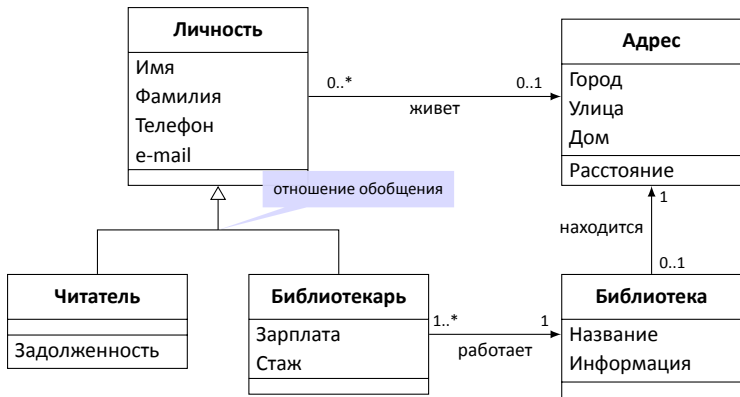 Личность
Имя
Фамилия
Телефон
e-mail
0..*
0..1
живет
Адрес
Город
Улица
Дом
Расстояние
отношение обобщения
1
находится
0..1
Читатель
Задолженность
Библиотекарь
Зарплата
Стаж
1..*
1
работает
Библиотека
Название
Информация